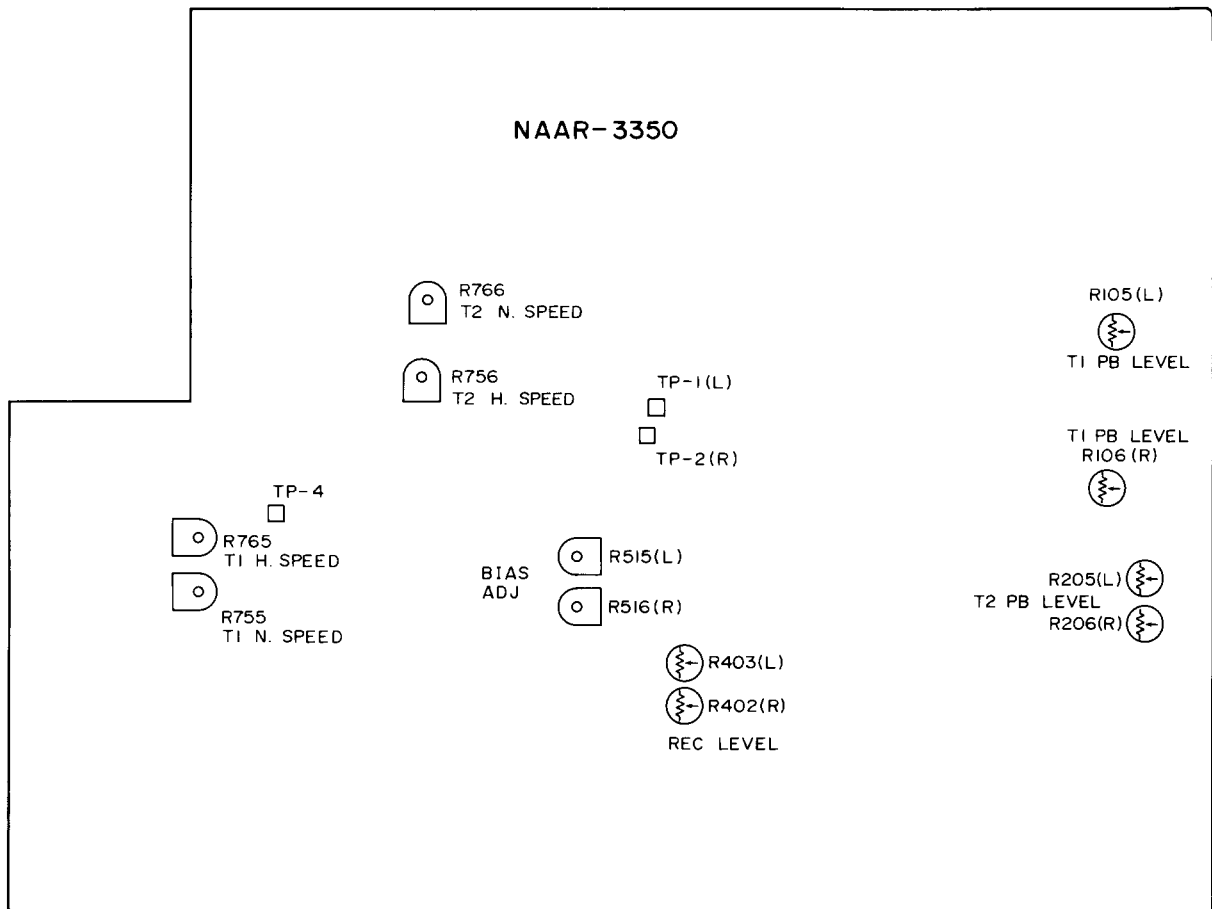 NAAR-3350
R766
T2 N. SPEED
R105(L)
T1 PB LEVEL
R756
T2 H. SPEED
TP-1(L)
TP-2(R)
T1 PB LEVEL
R106(R)
TP-4
R765
T1 H. SPEED
R755
T1 N. SPEED
BIAS
ADJ
R515(L)
R516(R)
R205(L)
T2 PB LEVEL
R206(R)
R403(L)
R402(R)
REC LEVEL